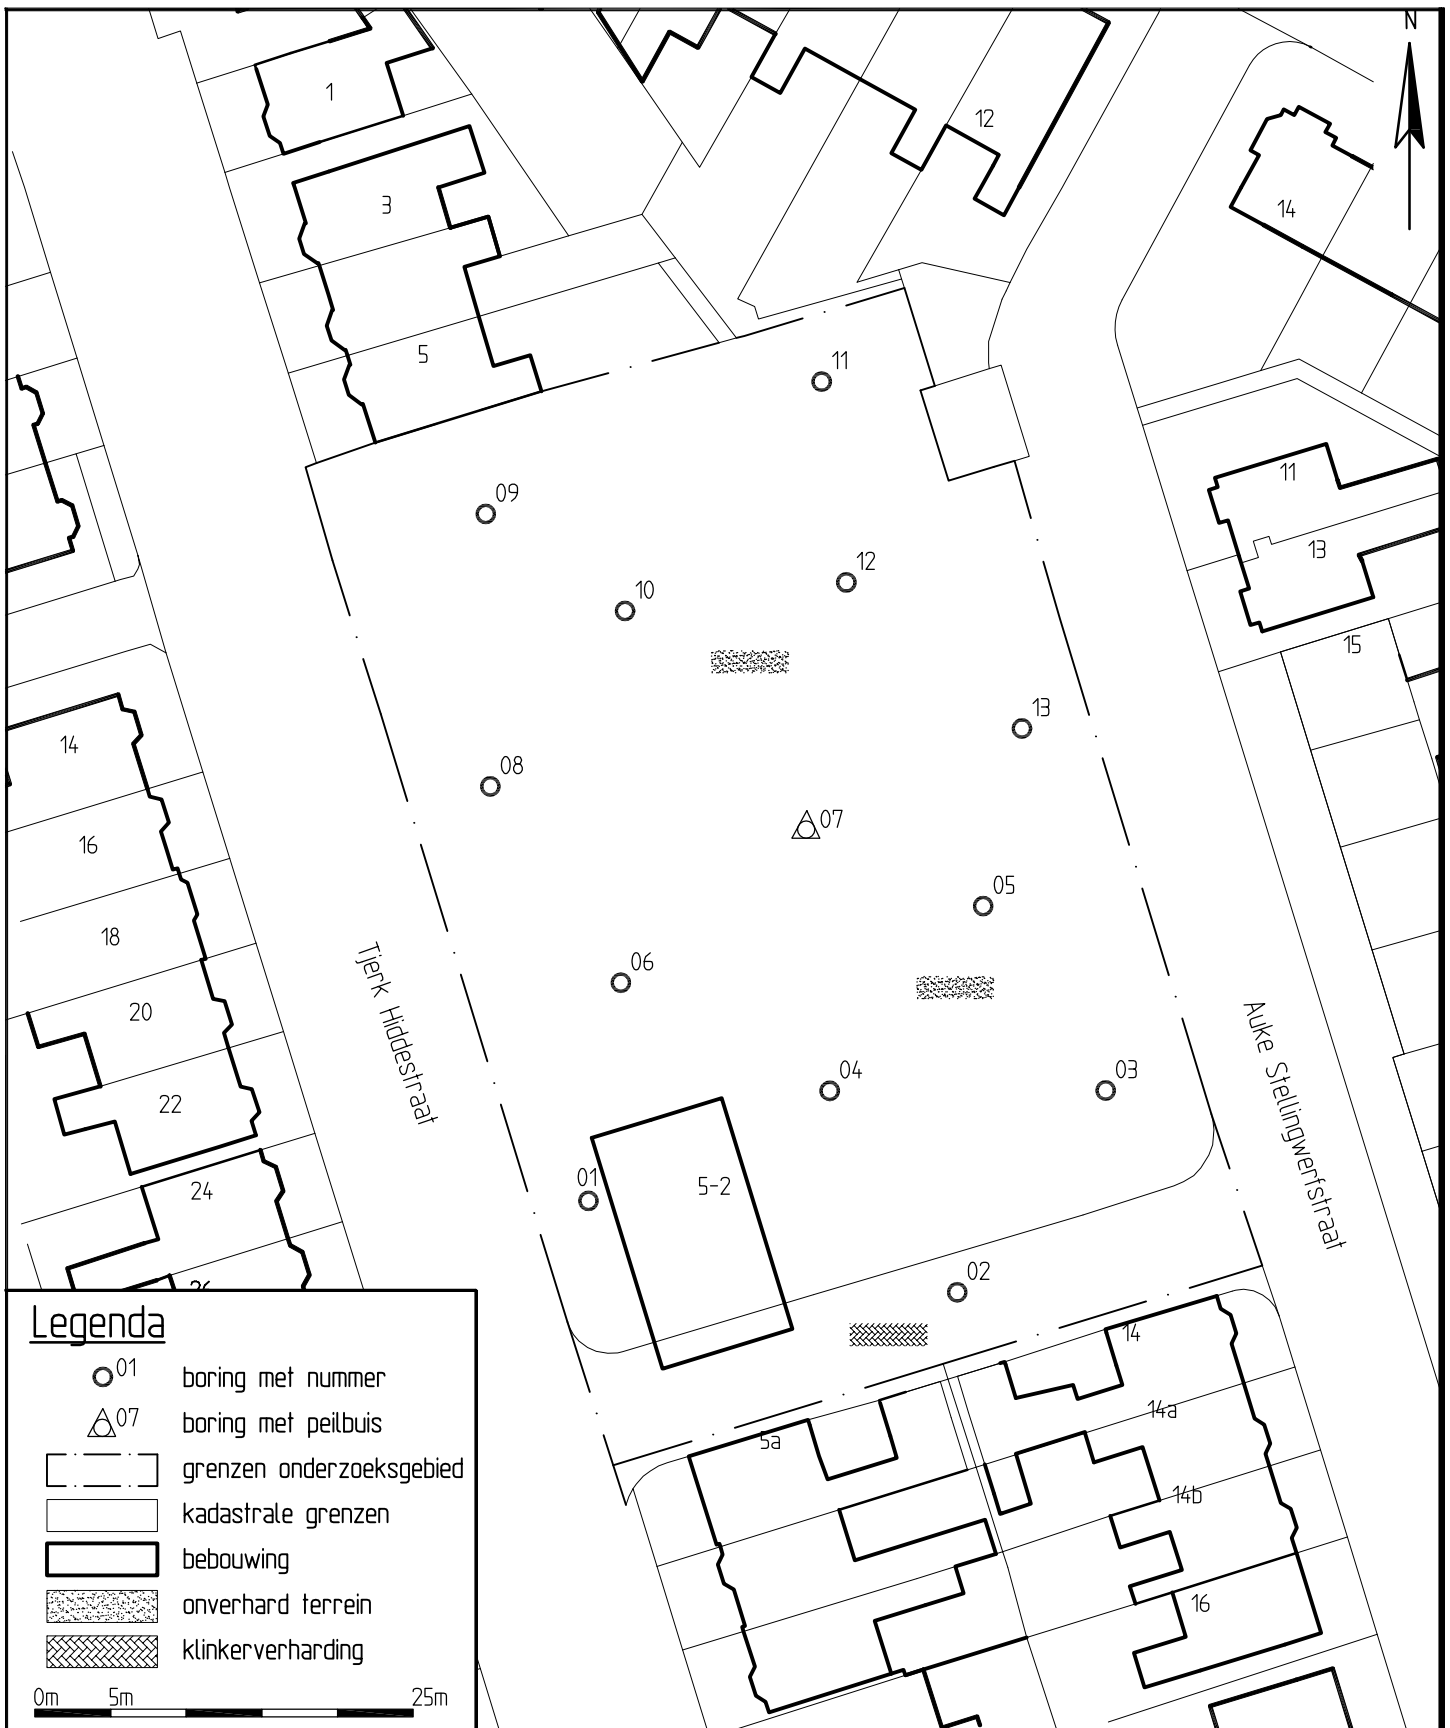 N
1
12
3
14
5
11
11
09
13
12
10
15
13
14
08
07
16
05
18
06
20
04
03
22
Tjerk Hiddestraat
Auke Stellingwerfstraat
01
5-2
24
02
14
14a
5a
14b
16
Legenda
01 boring met nummer
07 boring met peilbuis
grenzen onderzoeksgebied
kadastrale grenzen
bebouwing
onverhard terrein
klinkerverharding
0m 5m 25m